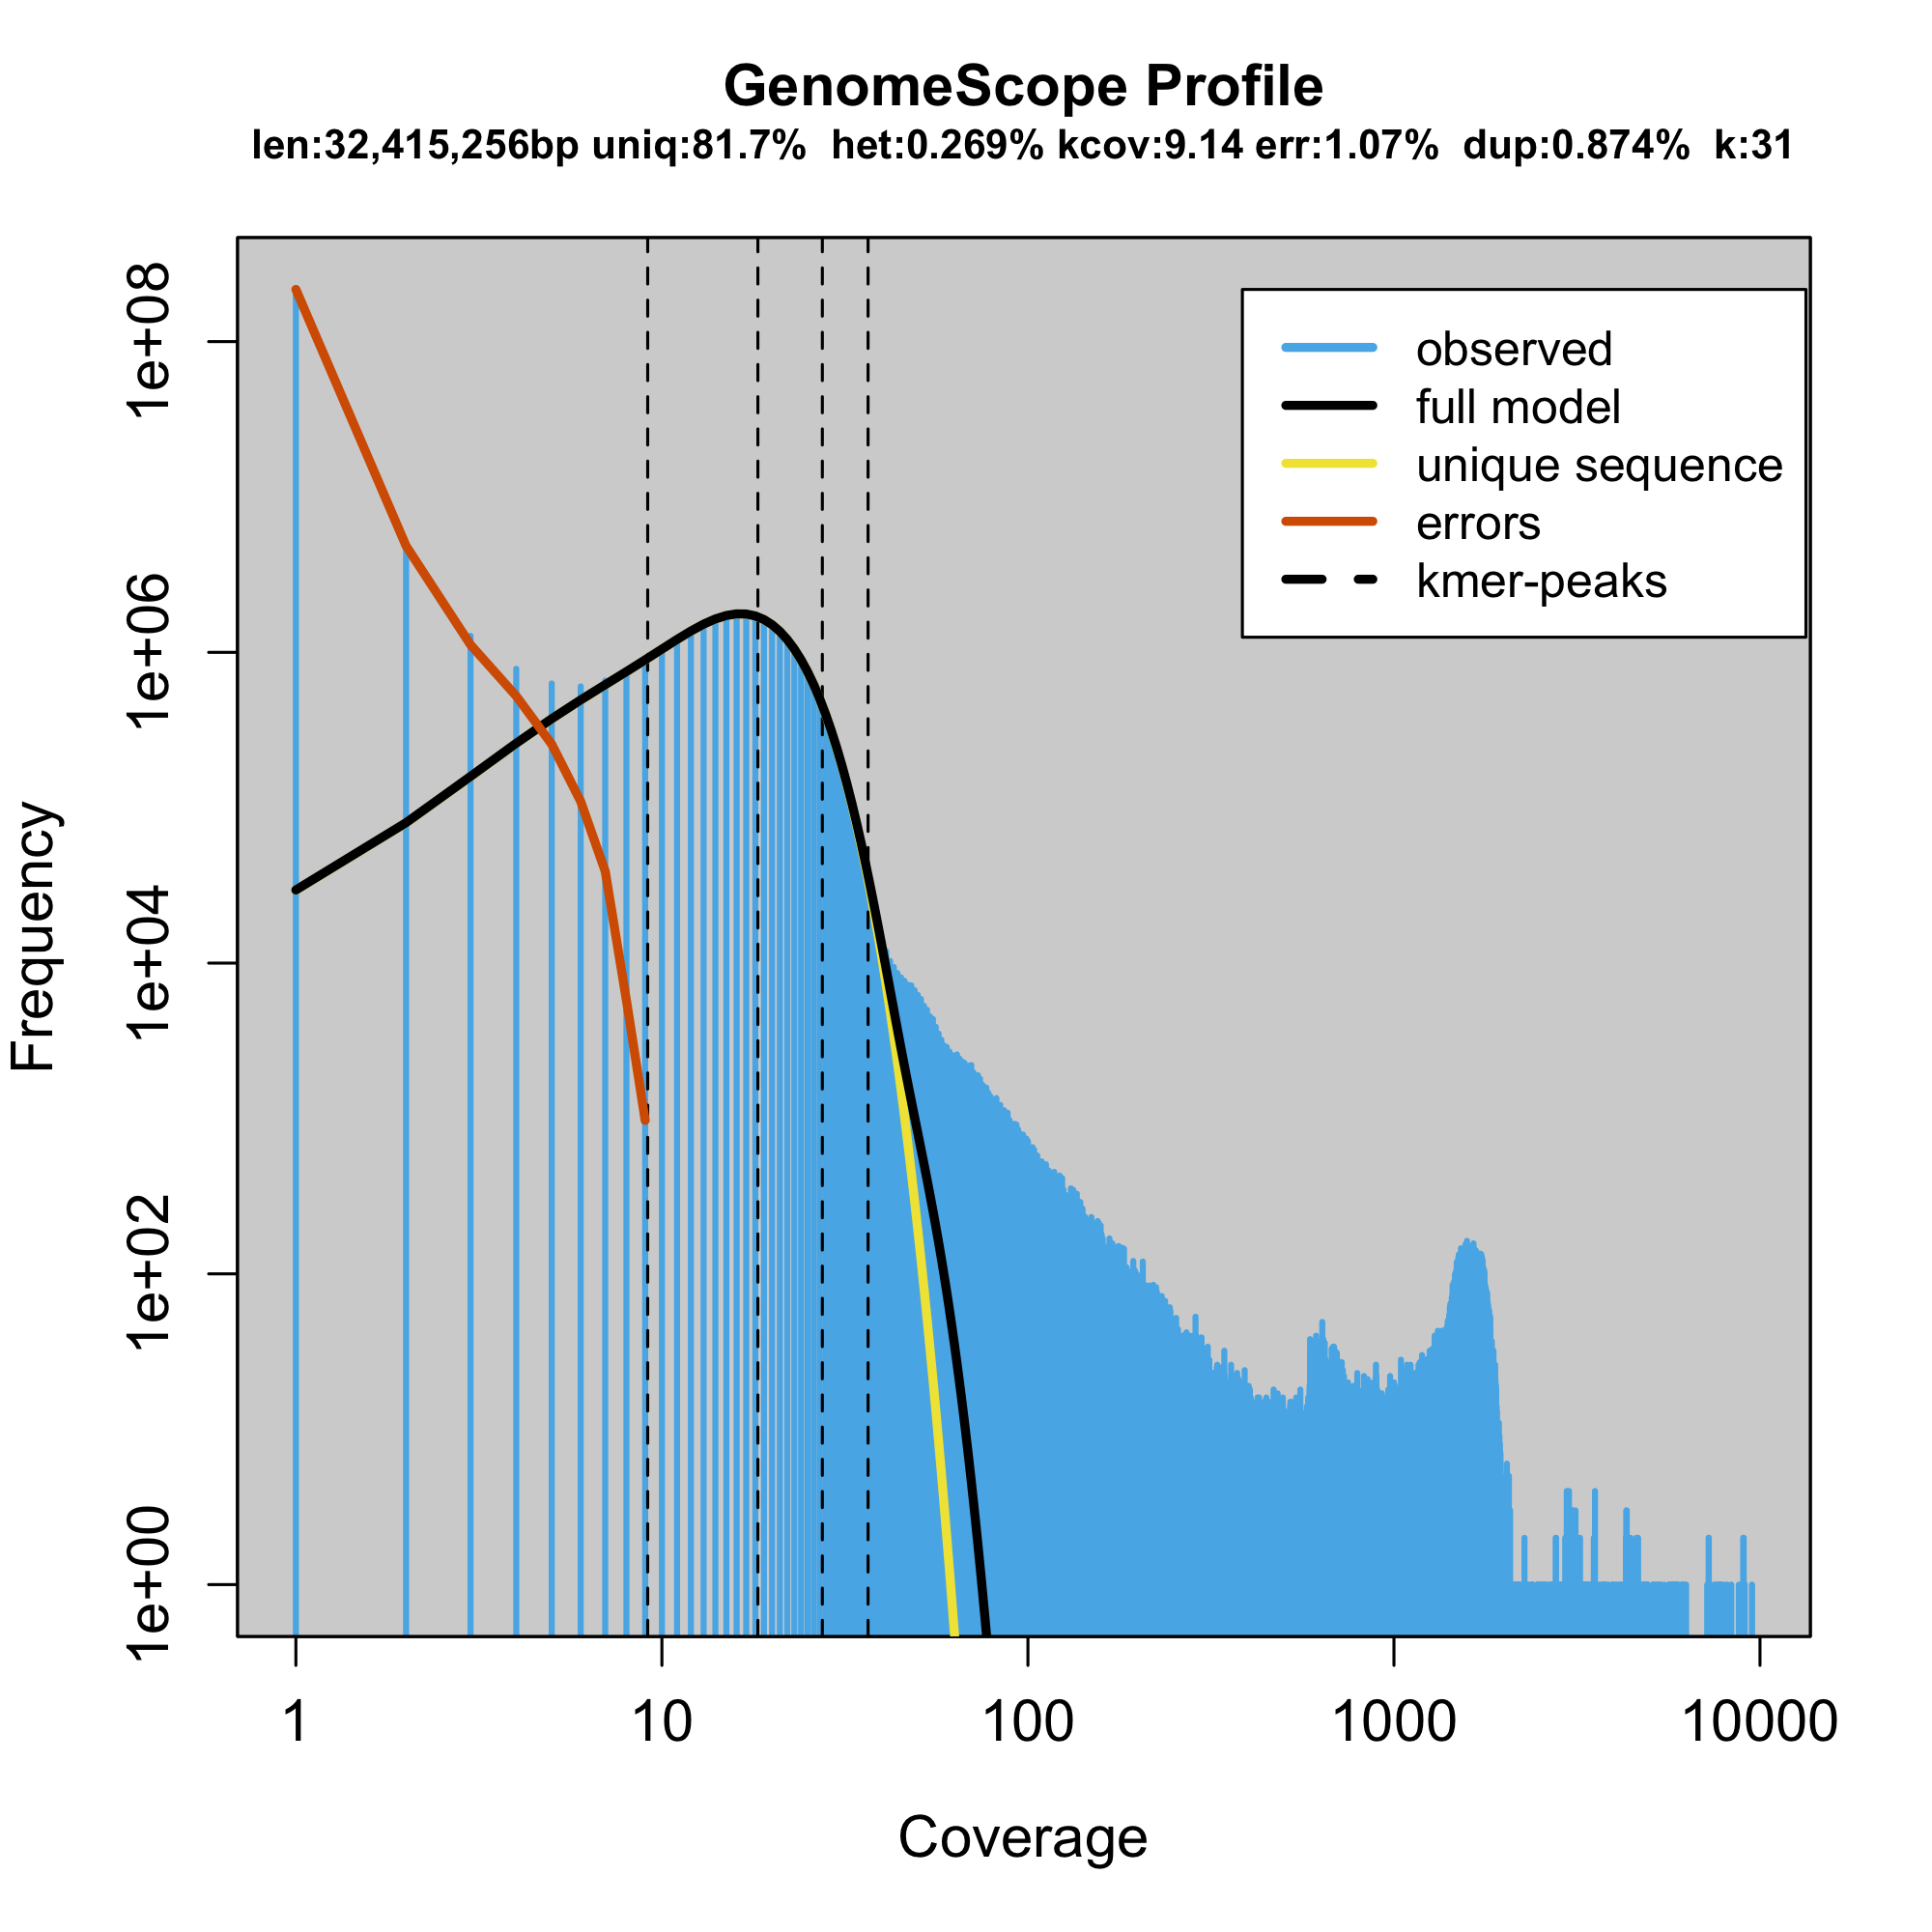 GenomeScope Profile
len:32,415,256bp uniq:81.7% het:0.269% kcov:9.14 err:1.07% dup:0.874% k:31
observed
full model
unique sequence
errors
kmer-peaks
Frequency
1e+08
1e+06
1e+04
1e+02
1e+00
1 10 100 1000 10000
Coverage